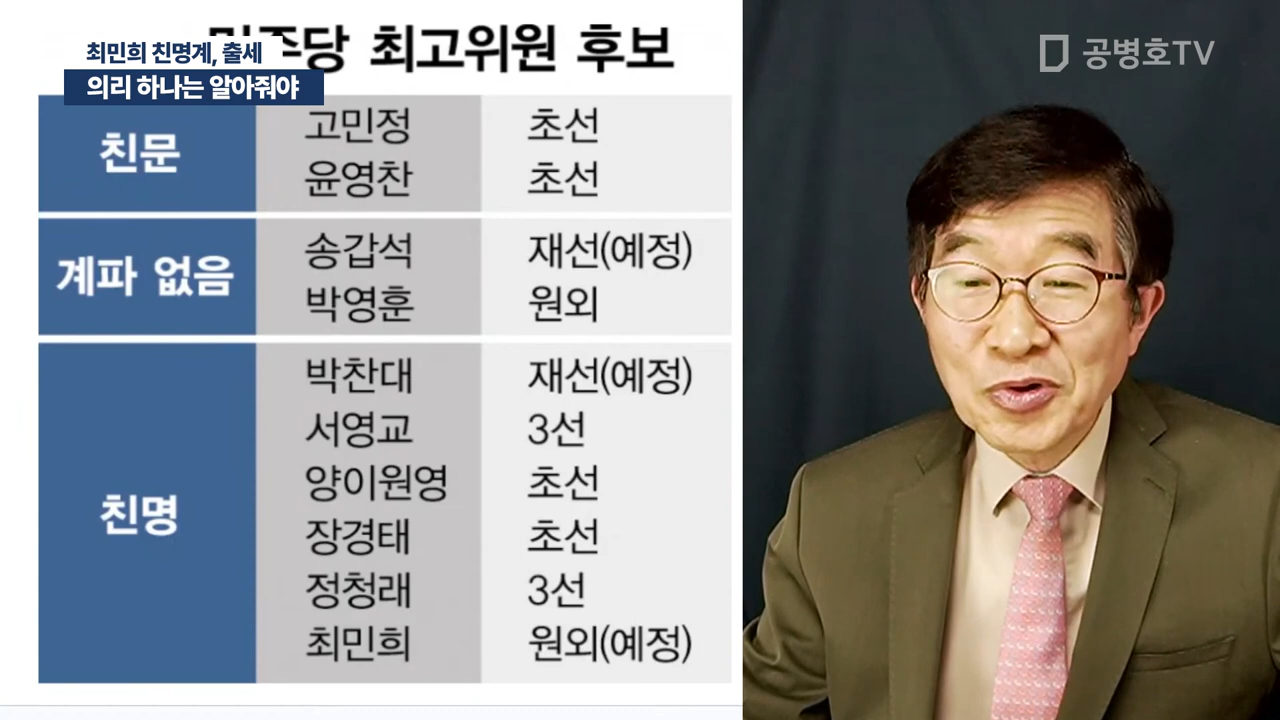 최민희 친명계, 출세
의리 하나는 알아줘야
당 최고위원 후보
공병호TV
친문
고민정 초선
윤영찬 초선
계파 없음
송갑석 재선(예정)
박영훈 원외
친명
박찬대 재선(예정)
서영교 3선
양이원영 초선
장경태 초선
정청래 3선
최민희 원외(예정)